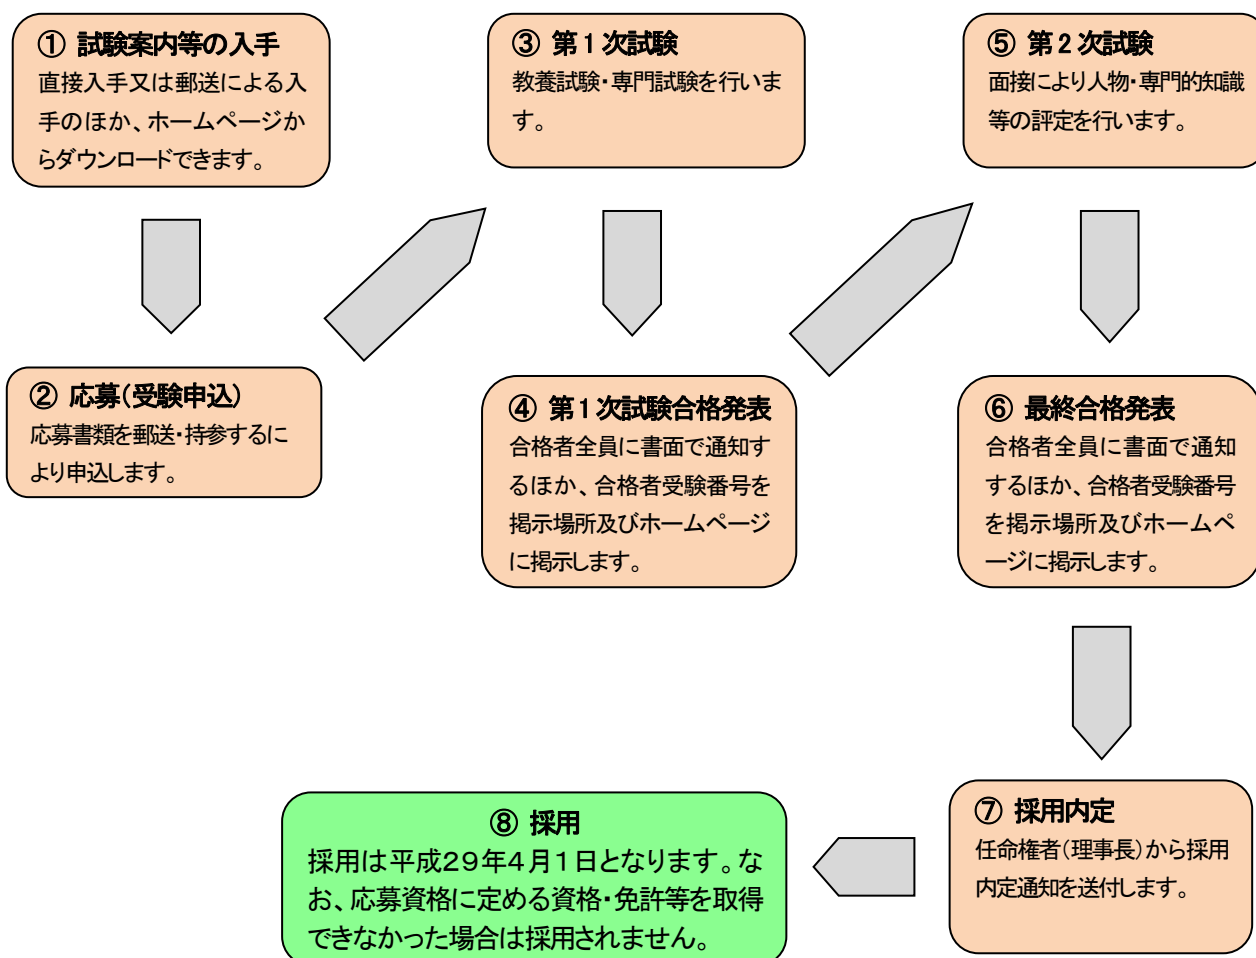 ① 試験案内等の入手
直接入手又は郵送による入
手のほか、ホームページか
らダウンロードできます。
② 応募(受験申込)
応募書類を郵送・持参するに
より申込します。
③ 第1次試験
教養試験・専門試験を行いま
す。
④ 第1次試験合格発表
合格者全員に書面で通知す
るほか、合格者受験番号を
掲示場所及びホームページ
に掲示します。
⑤ 第2次試験
面接により人物・専門的知識
等の評定を行います。
⑥ 最終合格発表
合格者全員に書面で通知
するほか、合格者受験番号
を掲示場所及びホームペ
ージに掲示します。
⑦ 採用内定
任命権者(理事長)から採用
内定通知を送付します。
⑧ 採用
採用は平成29年4月1日となります。な
お、応募資格に定める資格・免許等を取得
できなかった場合は採用されません。